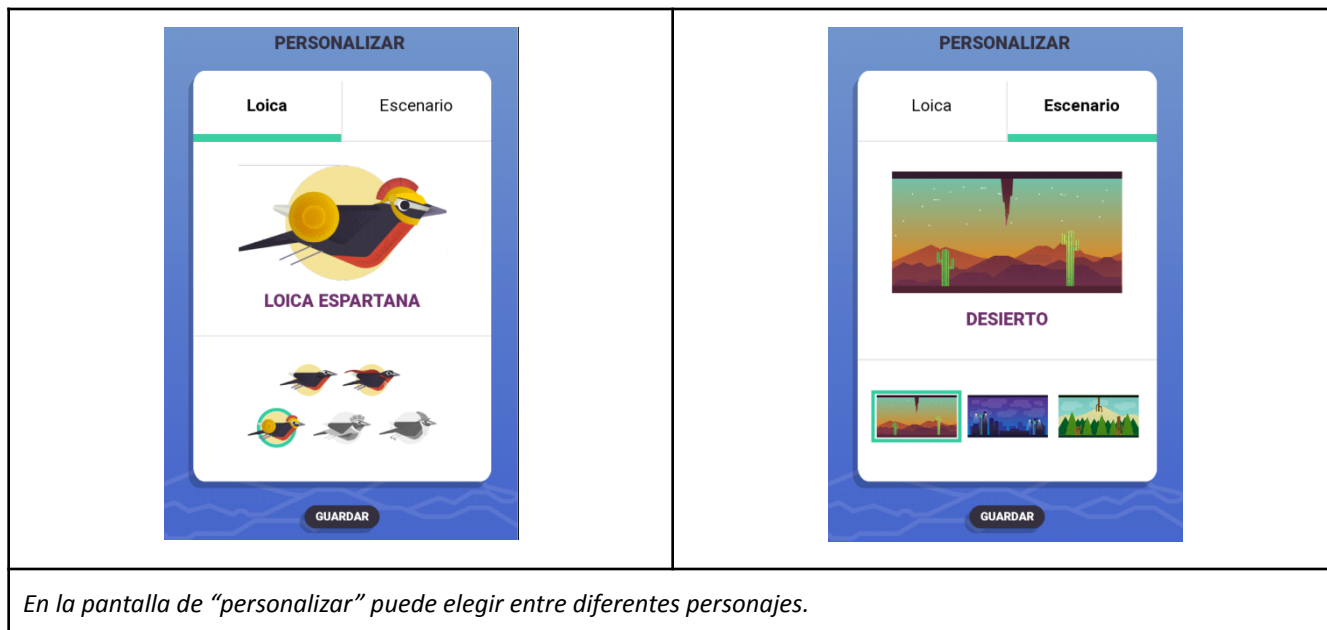 PERSONALIZAR
Loica Escenario
LOICA ESPARTANA
GUARDAR
PERSONALIZAR
Loica Escenario
DESIERTO
GUARDAR
En la pantalla de “personalizar” puede elegir entre diferentes personajes.